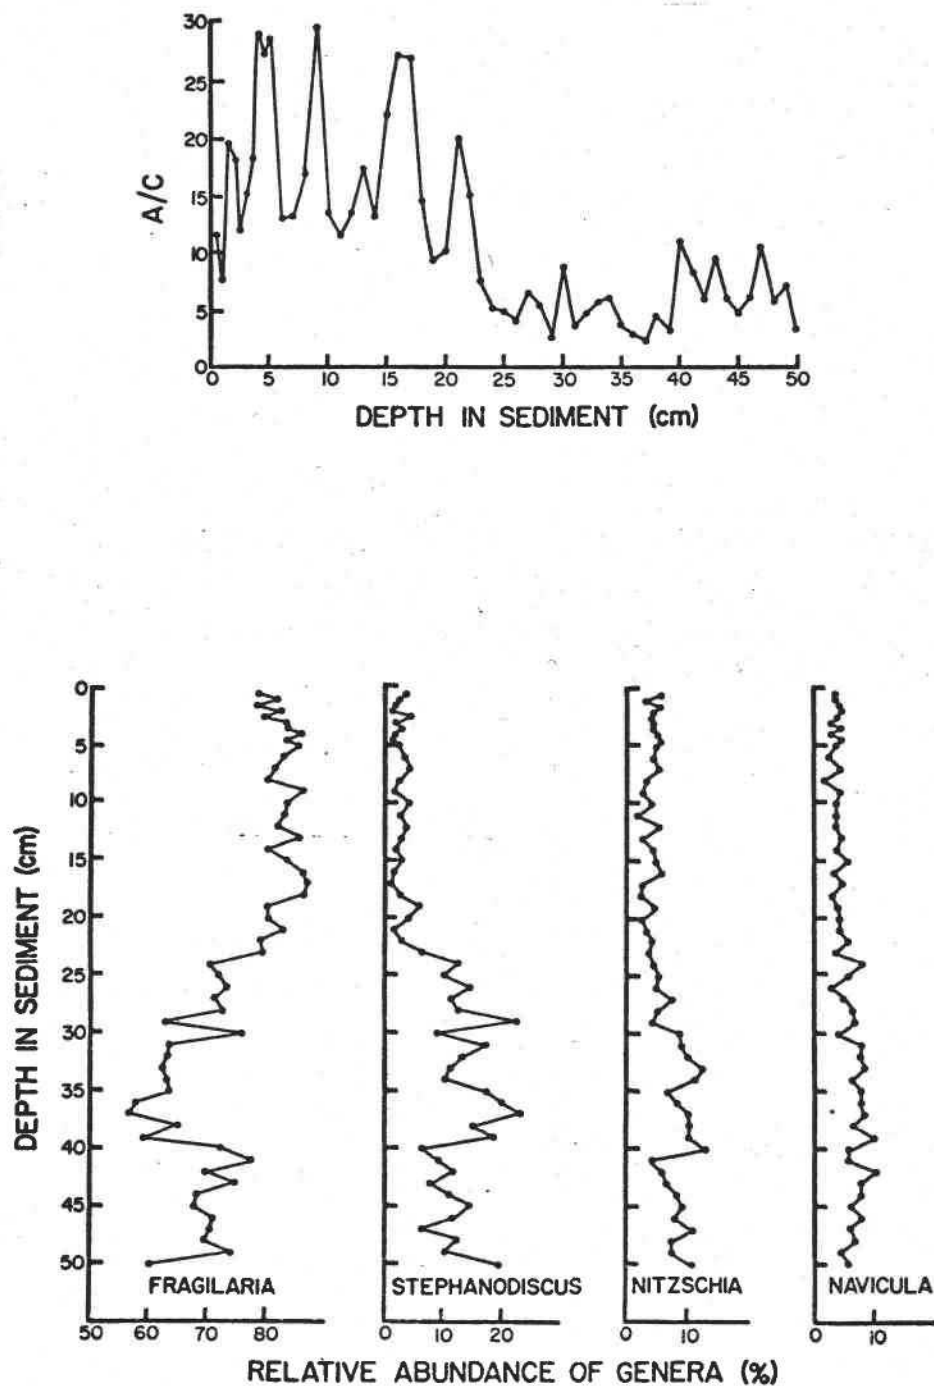 30
25
20
15
10
5
0
A/C
0 5 10 15 20 25 30 35 40 45 50
DEPTH IN SEDIMENT (cm)
0
5
10
15
20
25
30
35
40
45
50
DEPTH IN SEDIMENT (cm)
FRAGILARIA STEPHANODISCUS NITZSCHIA NAVICULA
50 60 70 80 0 10 20 0 10 0 10
RELATIVE ABUNDANCE OF GENERA (%)